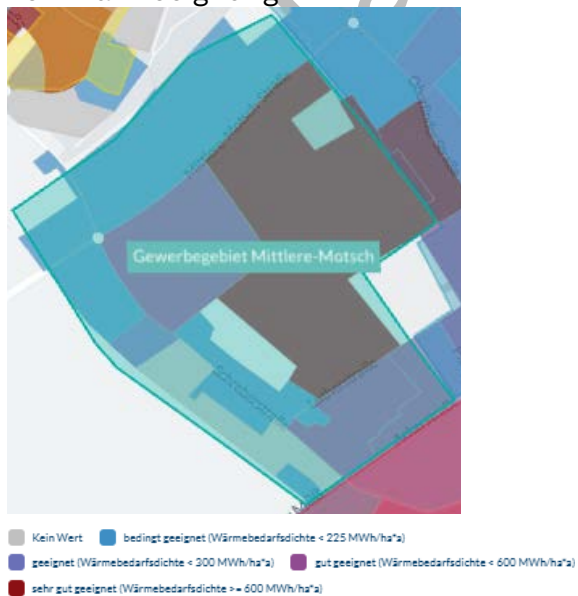 Gewerbegebiet Mittlere-Motsch
Kein Wert
bedingt geeignet (Wärmebedarfsdichte < 225 MWh/ha*a)
geeignet (Wärmebedarfsdichte < 300 MWh/ha*a)
gut geeignet (Wärmebedarfsdichte < 600 MWh/ha*a)
sehr gut geeignet (Wärmebedarfsdichte >= 600 MWh/ha*a)